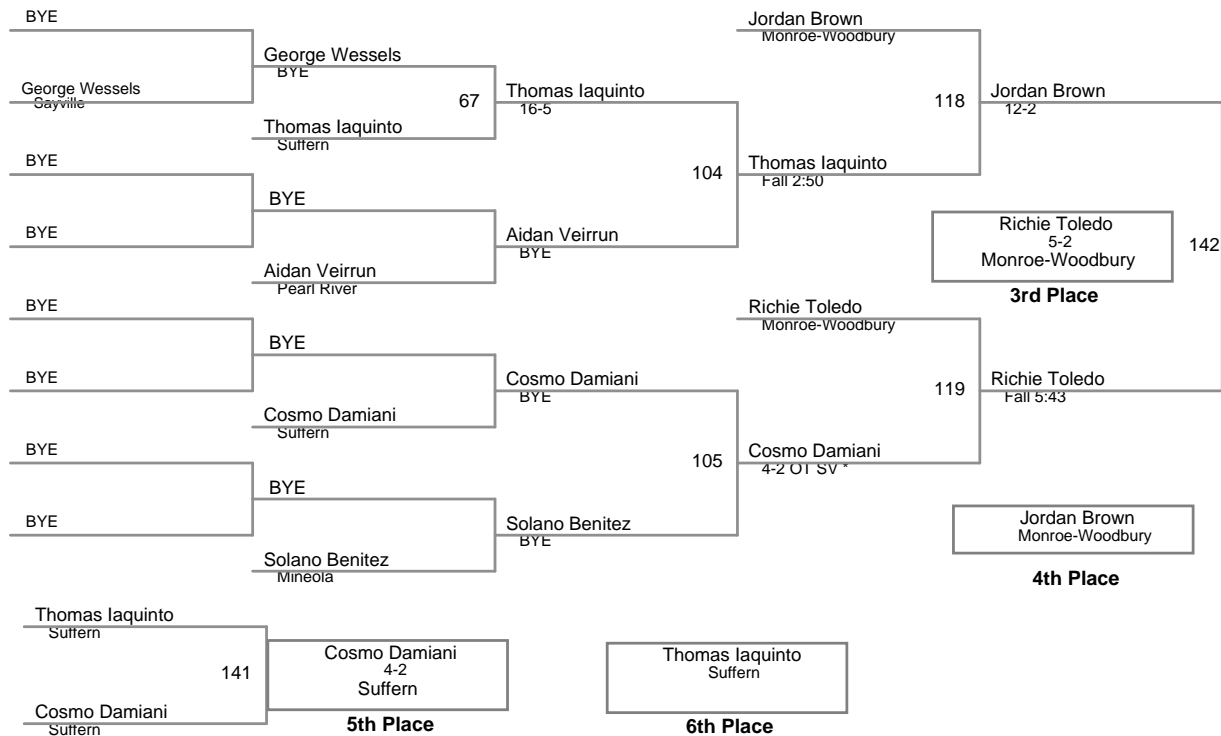 BYE
George Wessels
Sayville
BYE
BYE
BYE
BYE
BYE
BYE
George Wessels
BYE
67
Thomas Iaquinto
Suffern
BYE
Aidan Veirrun
Pearl River
BYE
Cosmo Damiani
Suffern
BYE
Solano Benitez
Mineola
Thomas Iaquinto
16-5
104
Aidan Veirrun
BYE
Cosmo Damiani
BYE
105
Solano Benitez
BYE
Jordan Brown
Monroe-Woodbury
118
Thomas Iaquinto
Fall 2:50
Richie Toledo
Monroe-Woodbury
119
Cosmo Damiani
4-2 OT SV *
Jordan Brown
12-2
142
Richie Toledo
Fall 5:43
Richie Toledo
5-2
Monroe-Woodbury
3rd Place
Jordan Brown
Monroe-Woodbury
4th Place
Thomas Iaquinto
Suffern
141
Cosmo Damiani
Suffern
Cosmo Damiani
4-2
Suffern
5th Place
Thomas Iaquinto
Suffern
6th Place